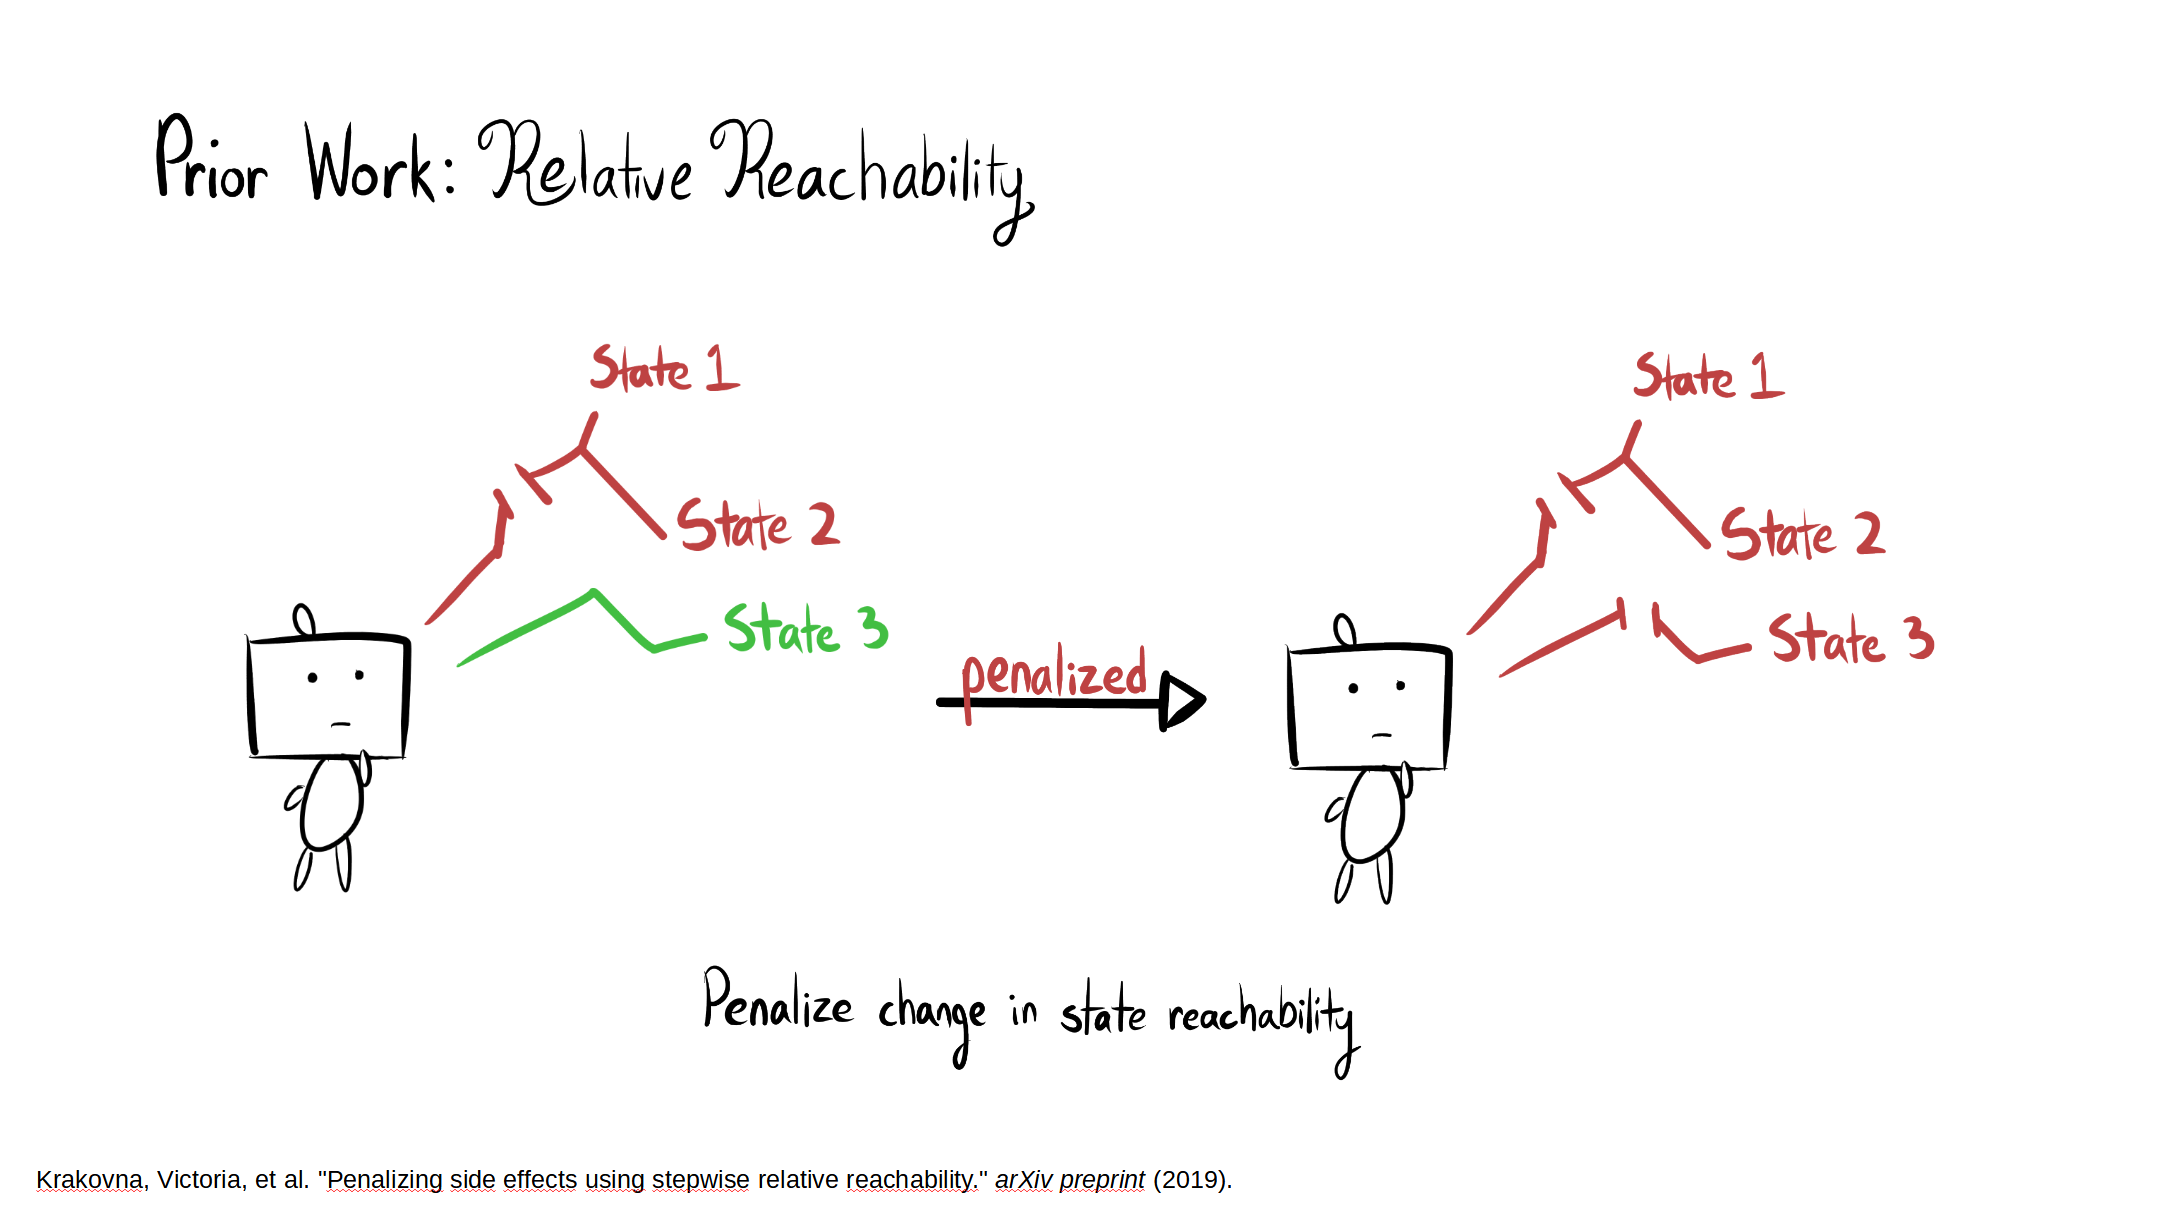 Prior Work: Relative Reachability
State 1
State 2
State 3
penalized
State 1
State 2
State 3
Penalize change in state reachability
Krakovna, Victoria, et al. "Penalizing side effects using stepwise relative reachability." arXiv preprint (2019).